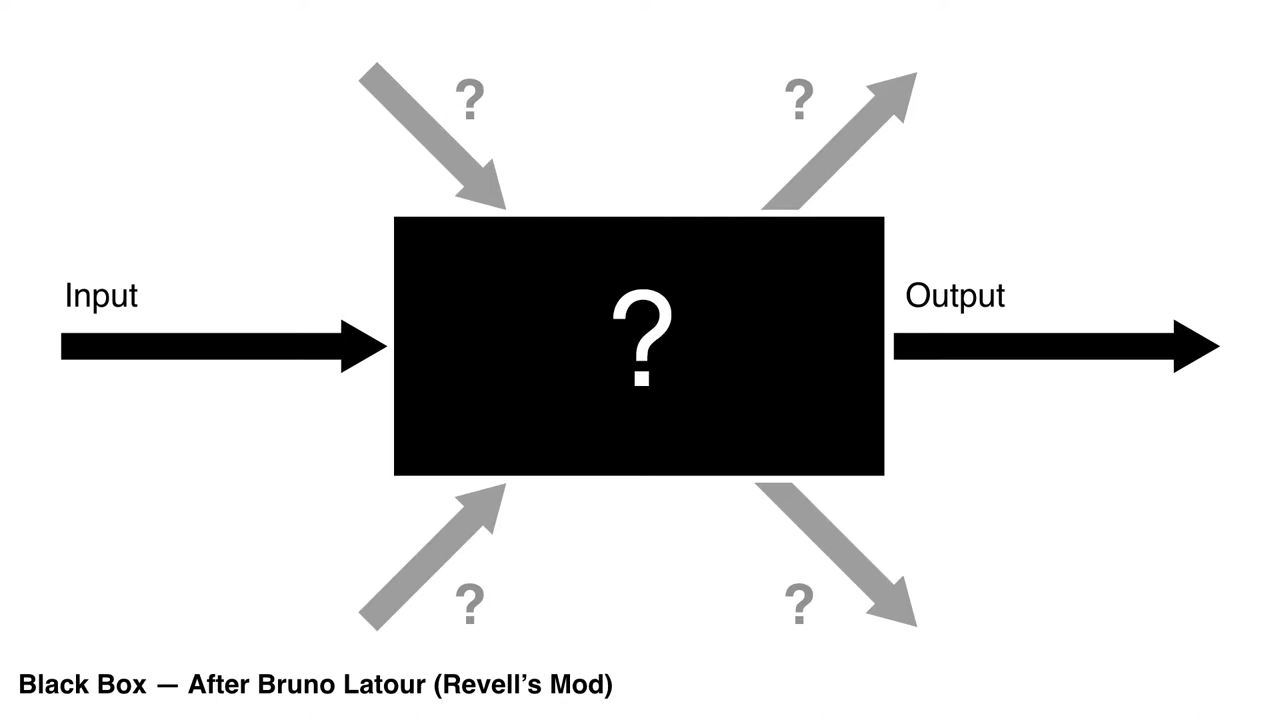 ? ?
Input ? Output
? ?
Black Box — After Bruno Latour (Revell’s Mod)